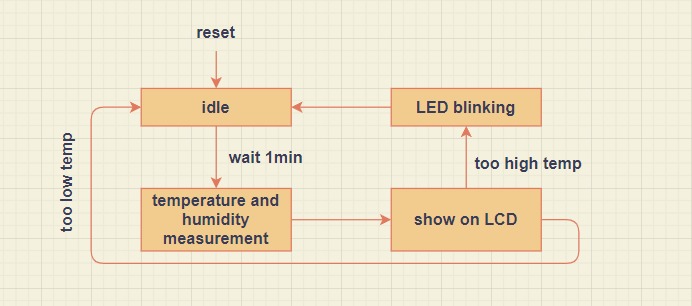 reset
idle
LED blinking
wait 1min
too high temp
too low temp
temperature and
humidity
measurement
show on LCD